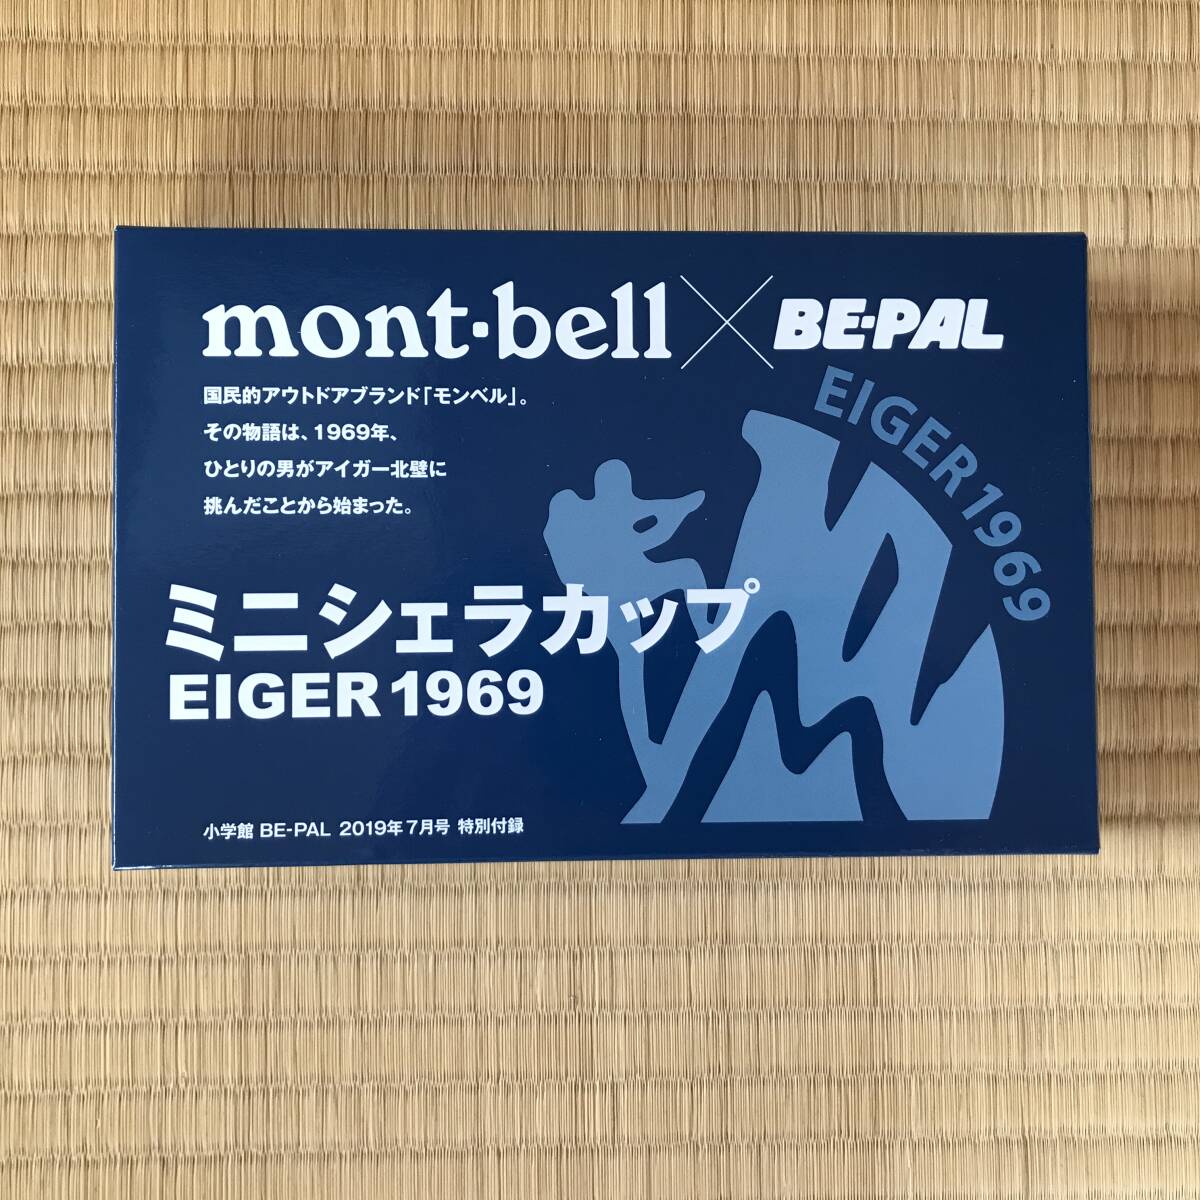 mont-bell × BE-PAL
国民的アウトドアブランド「モンベル」。
その物語は、1969年、
ひとりの男がアイガー北壁に
挑んだことから始まった。
EIGER 1969
ミニシェラカップ
EIGER 1969
小学館 BE-PAL 2019年7月号 特別付録